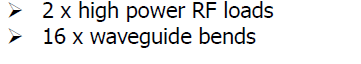 ➢ 2 x high power RF loads
➢ 16 x waveguide bends